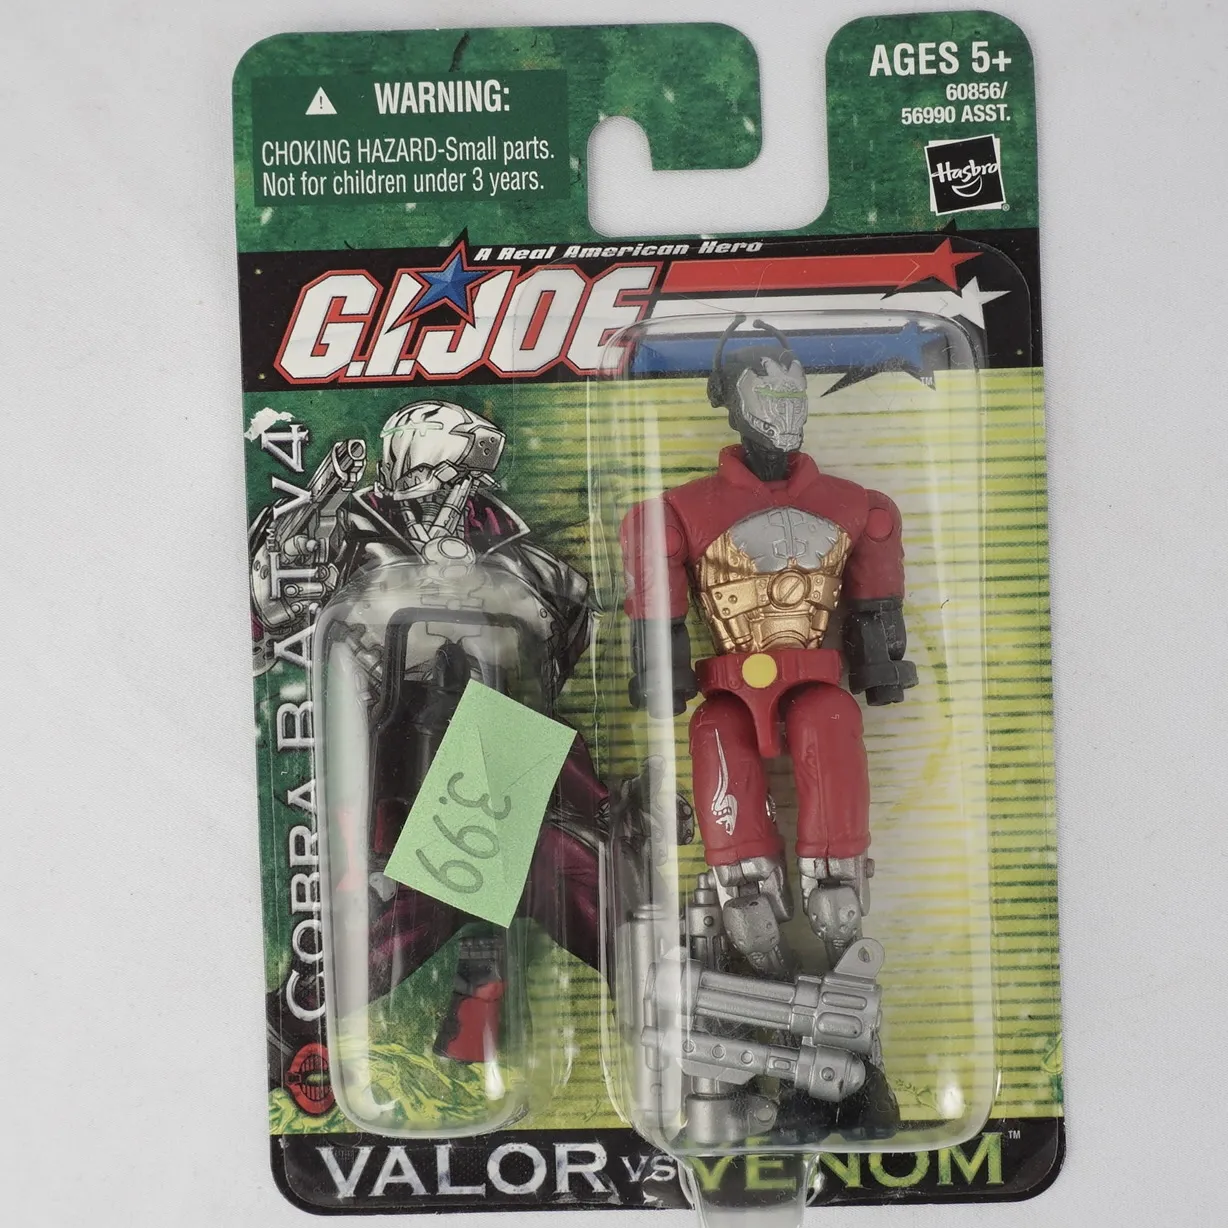 WARNING:
CHOKING HAZARD-Small parts.
Not for children under 3 years.
AGES 5+
60856/
56990 ASST.
Hasbro
®
A Real American Hero
G.I.JOE
TM
COBRA B.A.T.™ V4
3.99
VALOR VS VENOM™